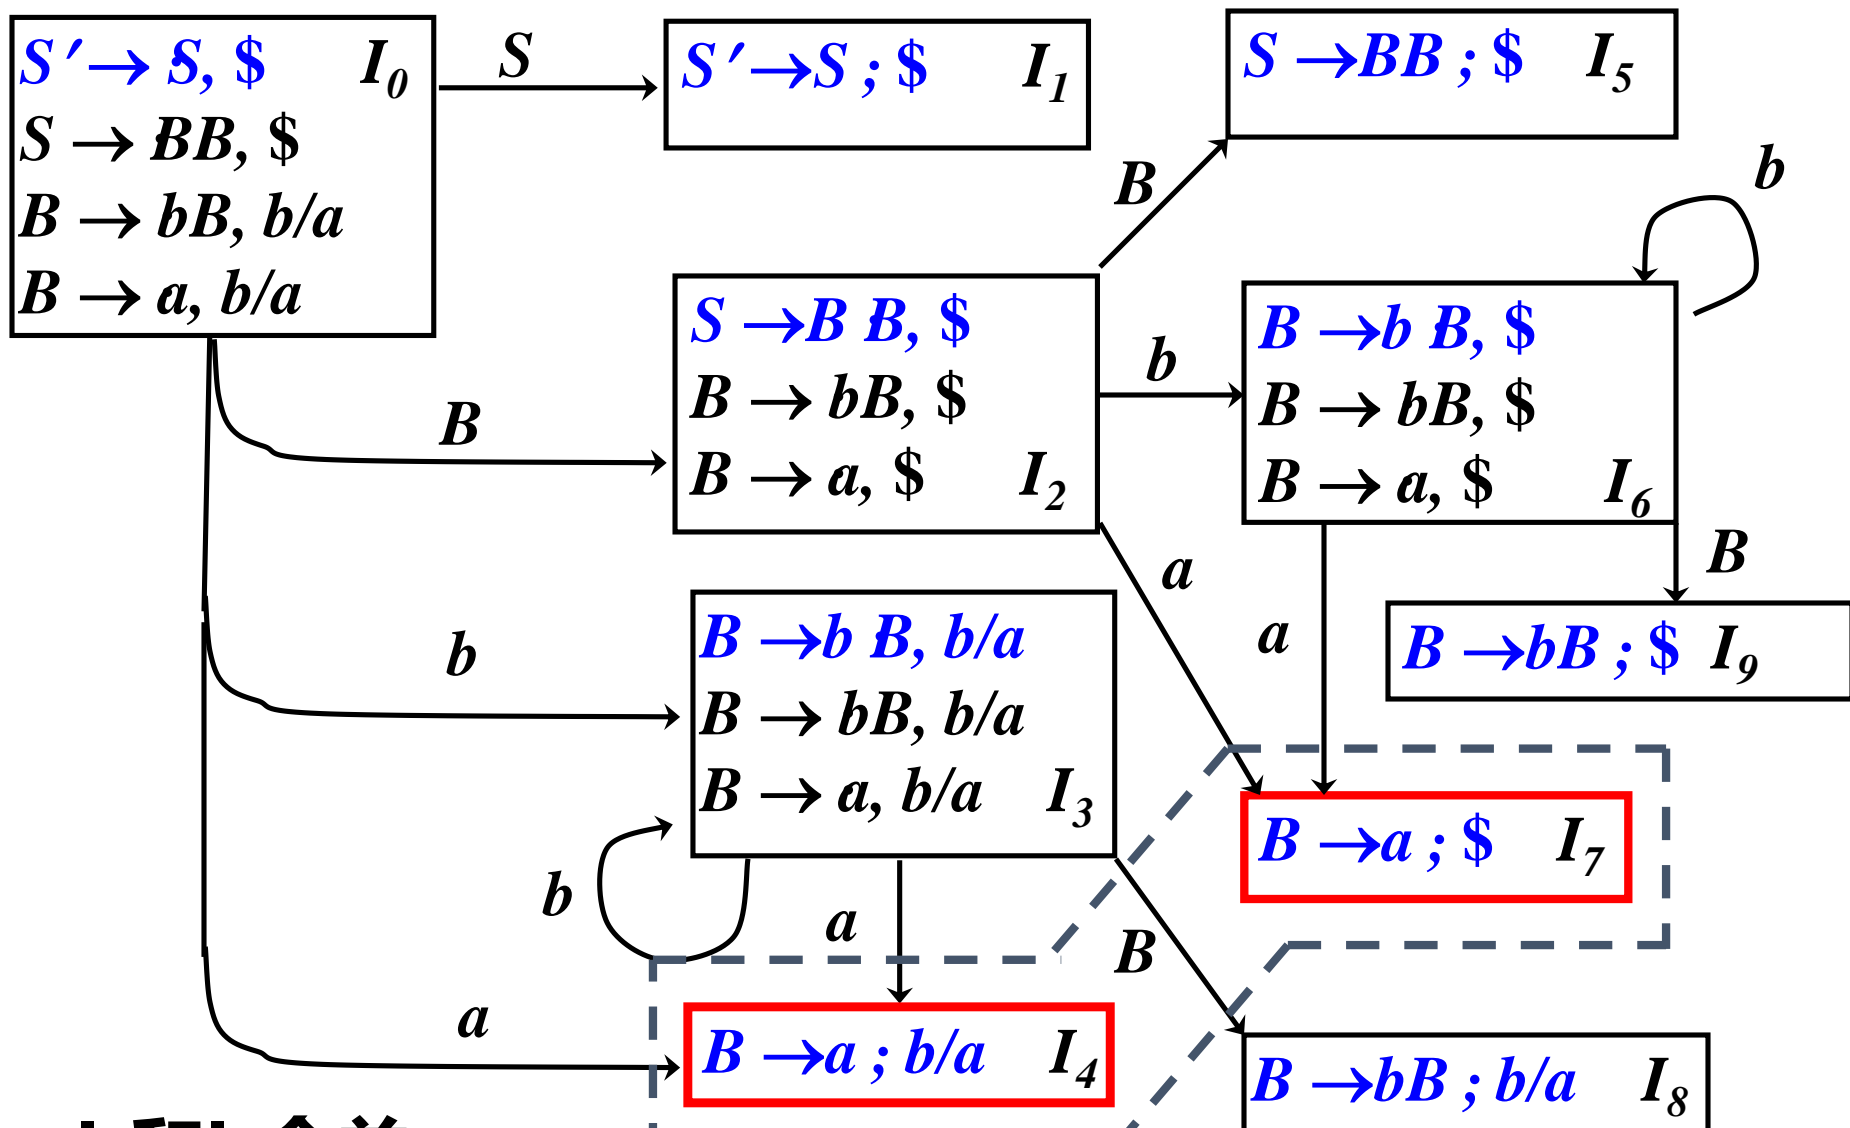 S′→ ·S, $ I₀
S → ·BB, $
B → ·bB, b/a
B → ·a, b/a
S
S′→S ·, $ I₁
S →BB ·, $ I₅
B
b
S →B ·B, $
B → ·bB, $
B → ·a, $ I₂
B
b
B →b ·B, $
B → ·bB, $
B → ·a, $ I₆
a
a
B
B →bB ·, $ I₉
b
B →b ·B, b/a
B → ·bB, b/a
B → ·a, b/a I₃
B →a ·, $ I₇
b
a
B
a
B →a ·, b/a I₄
B →bB ·, b/a I₈